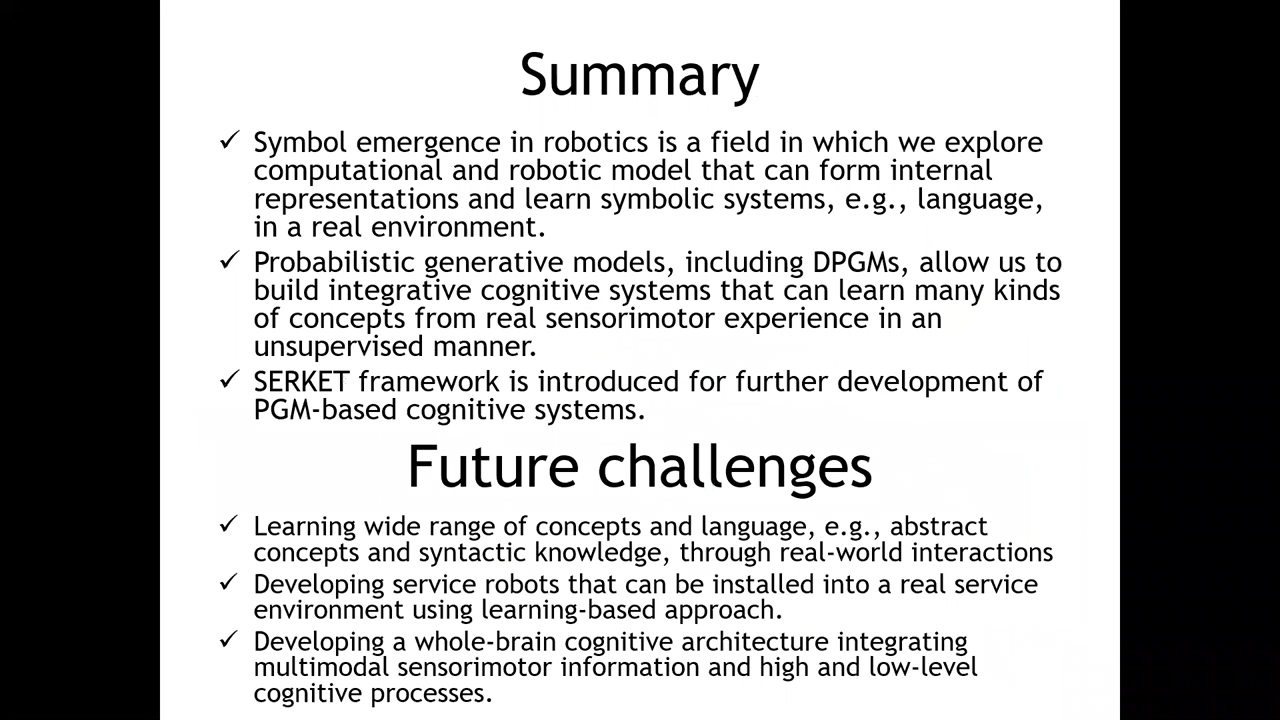 Summary
✓ Symbol emergence in robotics is a field in which we explore
computational and robotic model that can form internal
representations and learn symbolic systems, e.g., language,
in a real environment.
✓ Probabilistic generative models, including DPGMs, allow us to
build integrative cognitive systems that can learn many kinds
of concepts from real sensorimotor experience in an
unsupervised manner.
✓ SERKET framework is introduced for further development of
PGM-based cognitive systems.
Future challenges
✓ Learning wide range of concepts and language, e.g., abstract
concepts and syntactic knowledge, through real-world interactions
✓ Developing service robots that can be installed into a real service
environment using learning-based approach.
✓ Developing a whole-brain cognitive architecture integrating
multimodal sensorimotor information and high and low-level
cognitive processes.